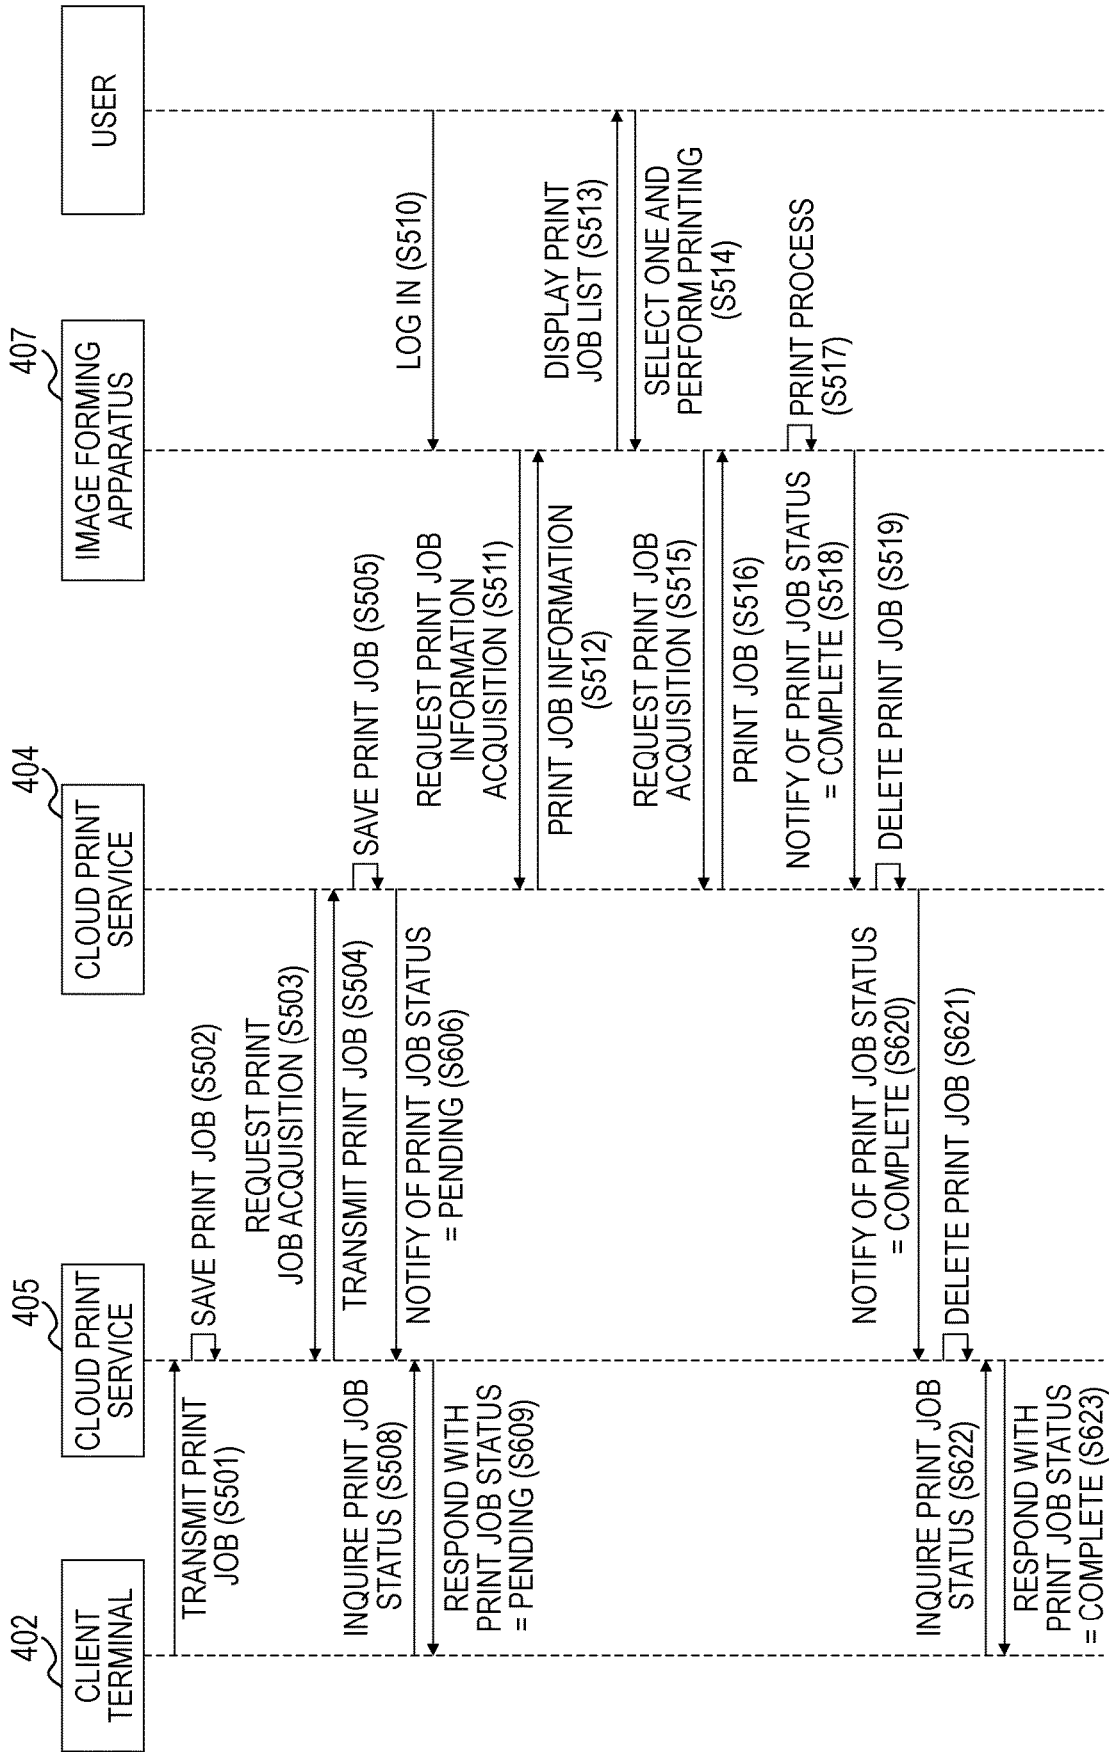 402
CLIENT
TERMINAL
405
CLOUD PRINT
SERVICE
404
CLOUD PRINT
SERVICE
407
IMAGE FORMING
APPARATUS
USER
TRANSMIT PRINT
JOB (S501)
SAVE PRINT JOB (S502)
REQUEST PRINT
JOB ACQUISITION (S503)
TRANSMIT PRINT JOB (S504)
SAVE PRINT JOB (S505)
NOTIFY OF PRINT JOB STATUS
= PENDING (S606)
INQUIRE PRINT JOB
STATUS (S508)
RESPOND WITH
PRINT JOB STATUS
= PENDING (S609)
LOG IN (S510)
REQUEST PRINT JOB
INFORMATION
ACQUISITION (S511)
PRINT JOB INFORMATION
(S512)
DISPLAY PRINT
JOB LIST (S513)
SELECT ONE AND
PERFORM PRINTING
(S514)
REQUEST PRINT JOB
ACQUISITION (S515)
PRINT JOB (S516)
PRINT PROCESS
(S517)
NOTIFY OF PRINT JOB STATUS
= COMPLETE (S518)
DELETE PRINT JOB (S519)
NOTIFY OF PRINT JOB STATUS
= COMPLETE (S620)
DELETE PRINT JOB (S621)
INQUIRE PRINT JOB
STATUS (S622)
RESPOND WITH
PRINT JOB STATUS
= COMPLETE (S623)